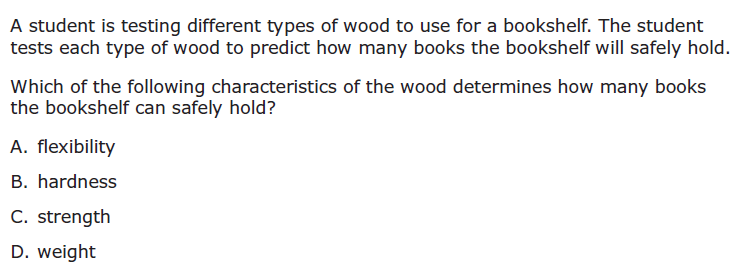 A student is testing different types of wood to use for a bookshelf. The student
tests each type of wood to predict how many books the bookshelf will safely hold.
Which of the following characteristics of the wood determines how many books
the bookshelf can safely hold?
A. flexibility
B. hardness
C. strength
D. weight